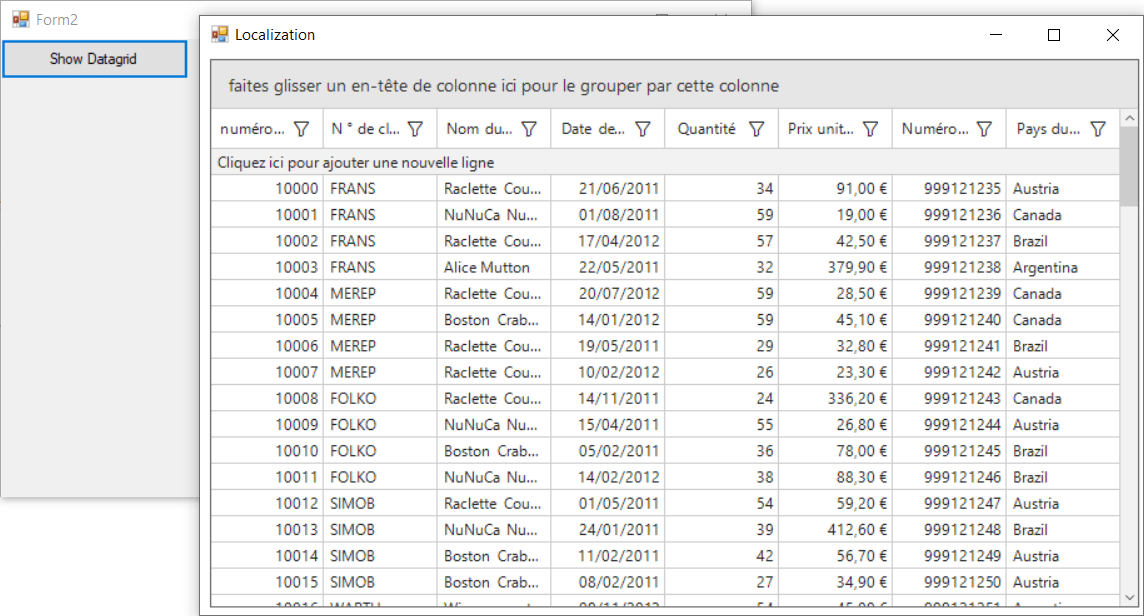 Form2
Localization
Show Datagrid
faites glisser un en-tête de colonne ici pour le grouper par cette colonne
numéro... N ° de cl... Nom du... Date de... Quantité Prix unit... Numéro... Pays du...
Cliquez ici pour ajouter une nouvelle ligne
10000 FRANS Raclette Cou... 21/06/2011 34 91,00 € 999121235 Austria
10001 FRANS NuNuCa Nu... 01/08/2011 59 19,00 € 999121236 Canada
10002 FRANS Raclette Cou... 17/04/2012 57 42,50 € 999121237 Brazil
10003 FRANS Alice Mutton 22/05/2011 32 379,90 € 999121238 Argentina
10004 MEREP Raclette Cou... 20/07/2012 59 28,50 € 999121239 Canada
10005 MEREP Boston Crab... 14/01/2012 59 45,10 € 999121240 Canada
10006 MEREP Raclette Cou... 19/05/2011 29 32,80 € 999121241 Brazil
10007 MEREP Raclette Cou... 10/02/2012 26 23,30 € 999121242 Austria
10008 FOLKO Raclette Cou... 14/11/2011 24 336,20 € 999121243 Canada
10009 FOLKO NuNuCa Nu... 15/04/2011 55 26,80 € 999121244 Austria
10010 FOLKO Boston Crab... 05/02/2011 36 78,00 € 999121245 Brazil
10011 FOLKO NuNuCa Nu... 14/02/2012 38 88,30 € 999121246 Brazil
10012 SIMOB Raclette Cou... 01/05/2011 54 59,20 € 999121247 Austria
10013 SIMOB NuNuCa Nu... 24/01/2011 39 412,60 € 999121248 Brazil
10014 SIMOB Boston Crab... 11/02/2011 42 56,70 € 999121249 Austria
10015 SIMOB Boston Crab... 08/02/2011 27 34,90 € 999121250 Austria